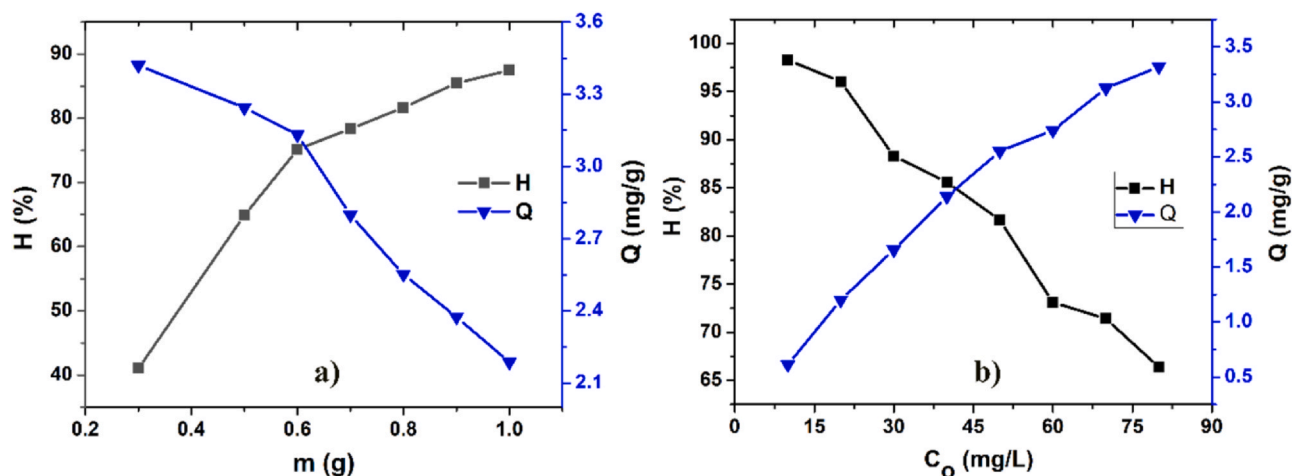 H (%)
90
80
70
60
50
40
0.2 0.4 0.6 0.8 1.0
m (g)
3.6
3.3
3.0
2.7
2.4
2.1
Q (mg/g)
H
Q
a)
H (%)
100
95
90
85
80
75
70
65
0 15 30 45 60 75 90
C₀ (mg/L)
3.5
3.0
2.5
2.0
1.5
1.0
0.5
Q (mg/g)
H
Q
b)